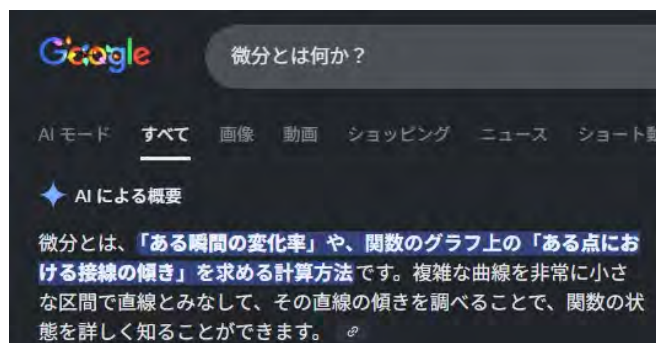 Google
微分とは何か？
AI モード すべて 画像 動画 ショッピング ニュース ショート動
AI による概要
微分とは、「ある瞬間の変化率」や、関数のグラフ上の「ある点にお
ける接線の傾き」を求める計算方法です。複雑な曲線を非常に小さ
な区間で直線とみなして、その直線の傾きを調べることで、関数の状
態を詳しく知ることができます。